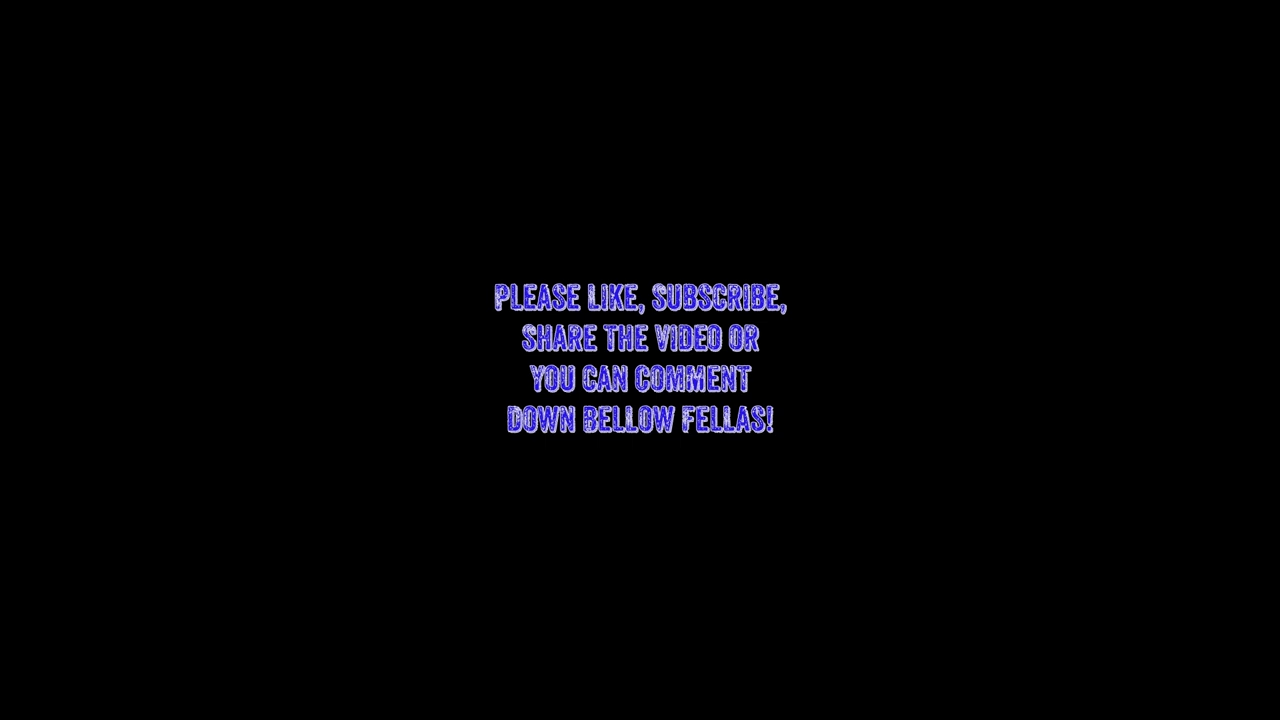 PLEASE LIKE, SUBSCRIBE,
SHARE THE VIDEO OR
YOU CAN COMMENT
DOWN BELLOW FELLAS!